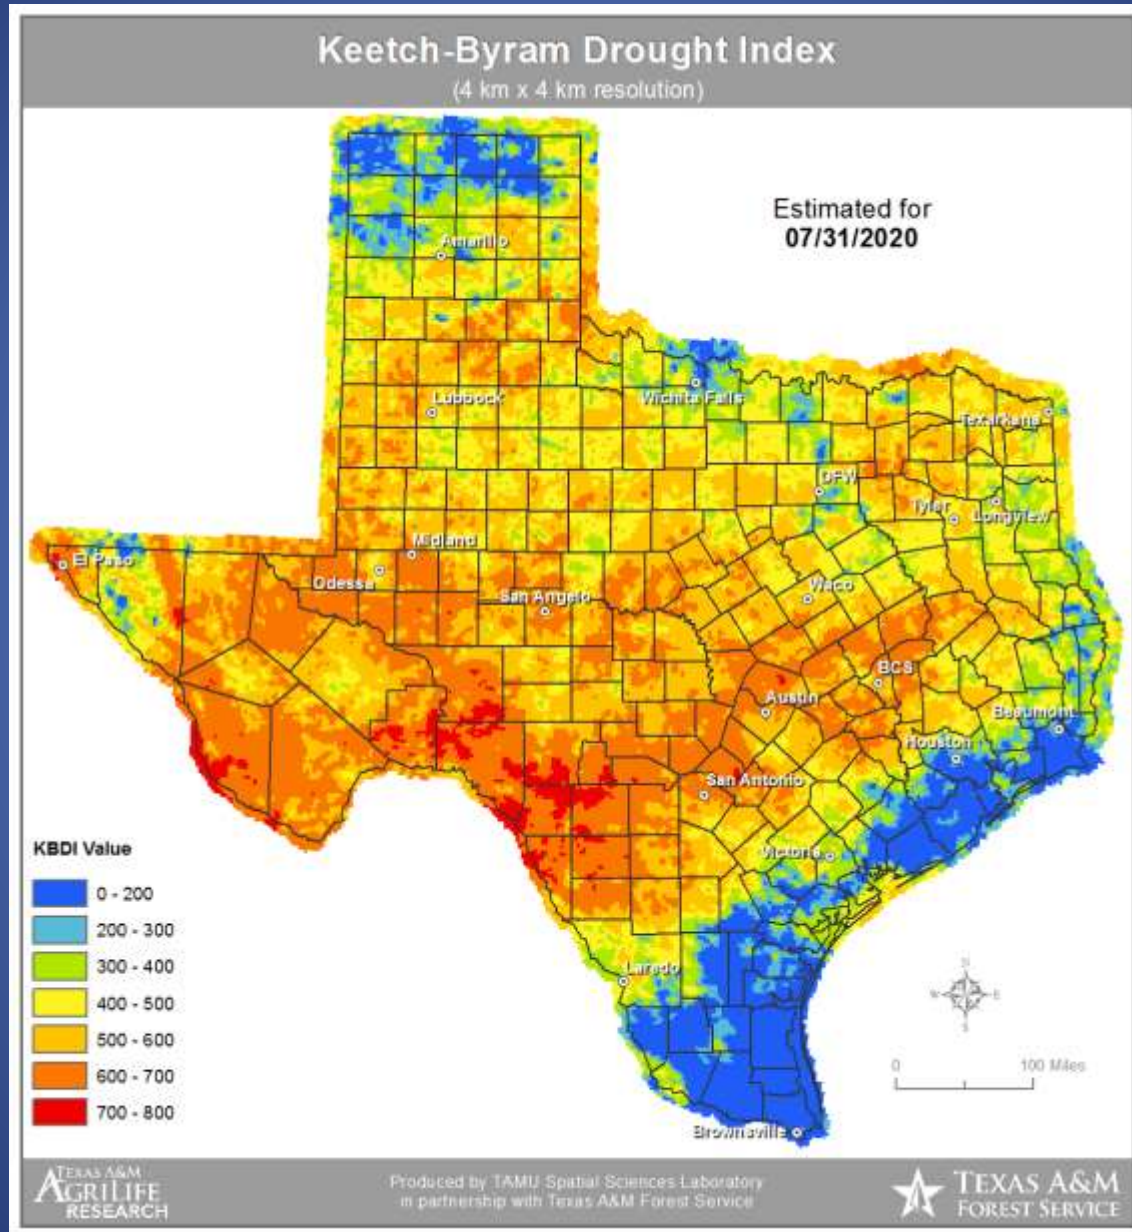 Keetch-Byram Drought Index
(4 km x 4 km resolution)
Estimated for
07/31/2020
Amarillo
Lubbock
Wichita Falls
Texarkana
DFW
Tyler
Longview
El Paso
Midland
Odessa
San Angelo
Waco
BCS
Austin
Beaumont
Houston
San Antonio
Victoria
Laredo
Brownsville
KBDI Value
0 - 200
200 - 300
300 - 400
400 - 500
500 - 600
600 - 700
700 - 800
N
W E
S
0 100 Miles
TEXAS A&M
AGRILIFE
RESEARCH
Produced by TAMU Spatial Sciences Laboratory
in partnership with Texas A&M Forest Service
TEXAS A&M
FOREST SERVICE